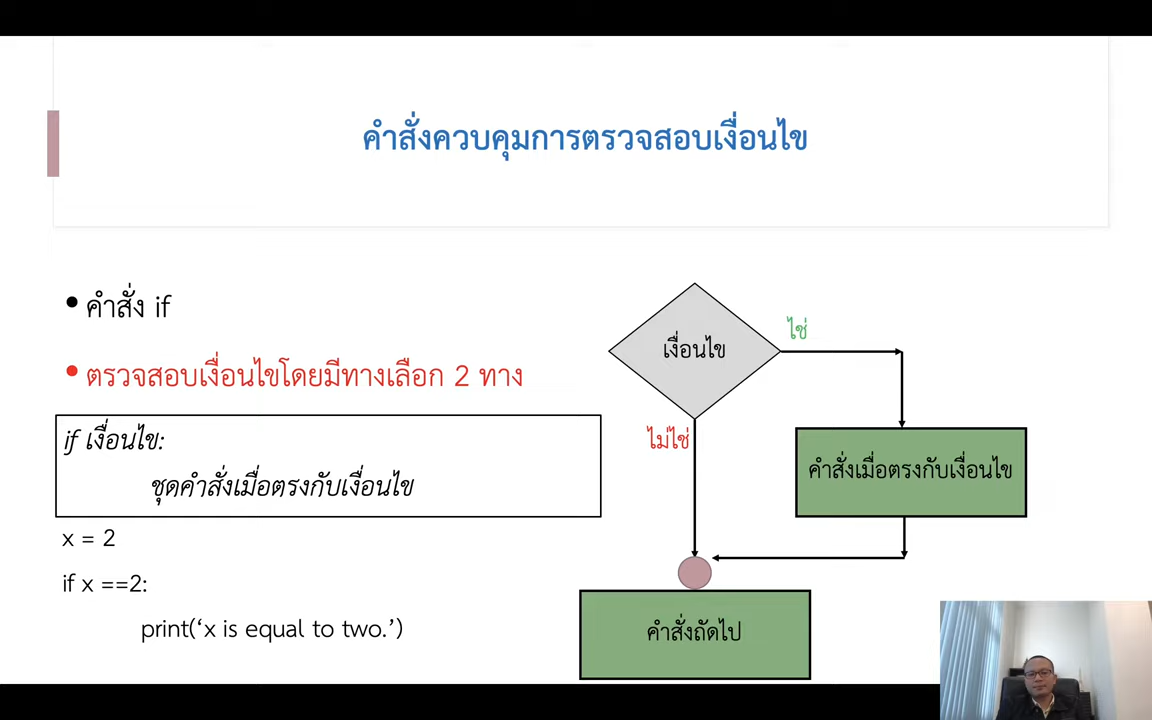 คำสั่งควบคุมการตรวจสอบเงื่อนไข
• คำสั่ง if
• ตรวจสอบเงื่อนไขโดยมีทางเลือก 2 ทาง
if เงื่อนไข:
ชุดคำสั่งเมื่อตรงกับเงื่อนไข
x = 2
if x ==2:
print(‘x is equal to two.’)
เงื่อนไข
ใช่
ไม่ใช่
คำสั่งเมื่อตรงกับเงื่อนไข
คำสั่งถัดไป